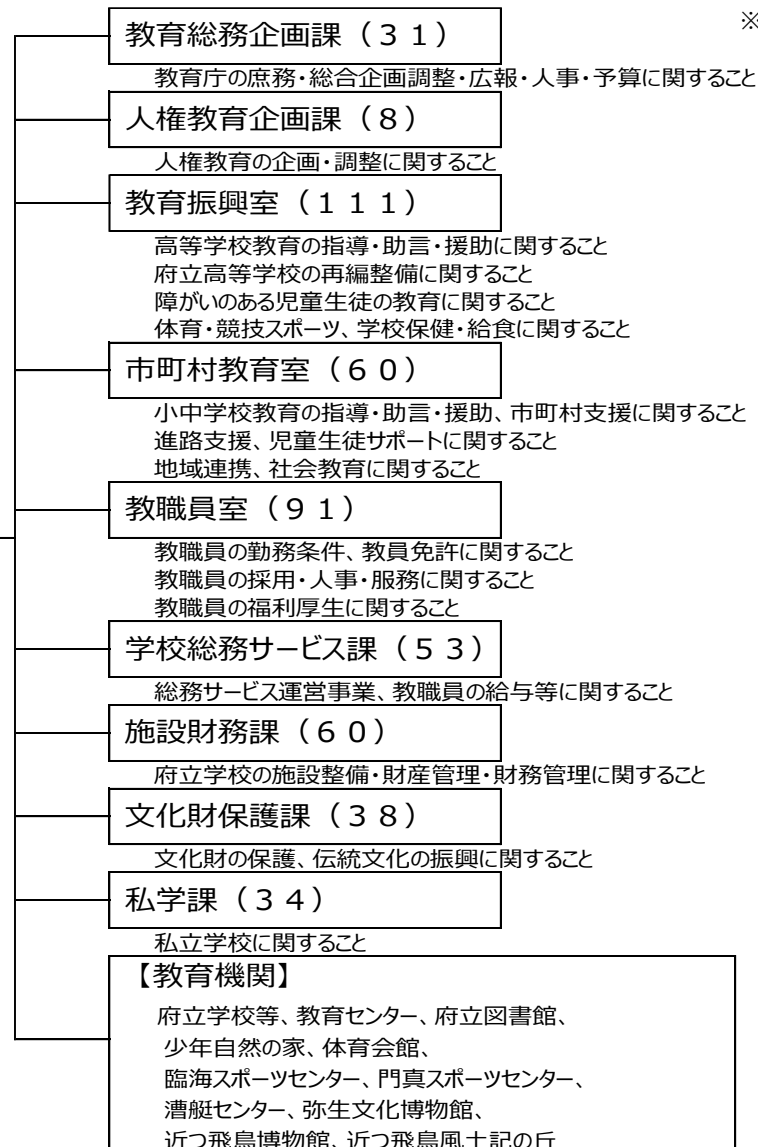 ※
教育総務企画課（３１）
教育庁の庶務・総合企画調整・広報・人事・予算に関すること
人権教育企画課（８）
人権教育の企画・調整に関すること
教育振興室（１１１）
高等学校教育の指導・助言・援助に関すること
府立高等学校の再編整備に関すること
障がいのある児童生徒の教育に関すること
体育・競技スポーツ、学校保健・給食に関すること
市町村教育室（６０）
小中学校教育の指導・助言・援助、市町村支援に関すること
進路支援、児童生徒サポートに関すること
地域連携、社会教育に関すること
教職員室（９１）
教職員の勤務条件、教員免許に関すること
教職員の採用・人事・服務に関すること
教職員の福利厚生に関すること
学校総務サービス課（５３）
総務サービス運営事業、教職員の給与等に関すること
施設財務課（６０）
府立学校の施設整備・財産管理・財務管理に関すること
文化財保護課（３８）
文化財の保護、伝統文化の振興に関すること
私学課（３４）
私立学校に関すること
【教育機関】
府立学校等、教育センター、府立図書館、
少年自然の家、体育会館、
臨海スポーツセンター、門真スポーツセンター、
漕艇センター、弥生文化博物館、
近つ飛鳥博物館、近つ飛鳥風土記の丘